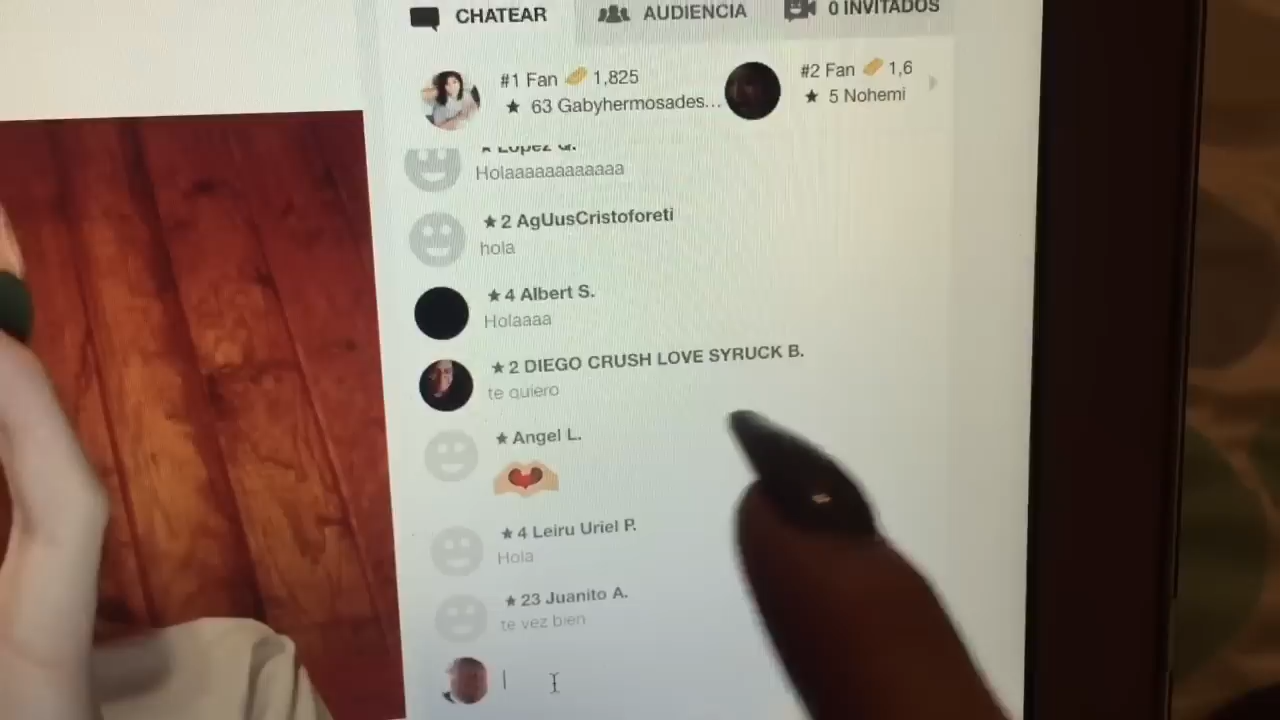 CHATEAR
AUDIENCIA
0 INVITADOS
#1 Fan 1,825
★ 63 Gabyhermosades...
#2 Fan 1,6
★ 5 Nohemi
★ Lopez G.
Holaaaaaaaaaaaa
★ 2 AgUusCristoforeti
hola
★ 4 Albert S.
Holaaaa
★ 2 DIEGO CRUSH LOVE SYRUCK B.
te quiero
★ Angel L.
★ 4 Leiru Uriel P.
Hola
★ 23 Juanito A.
te vez bien